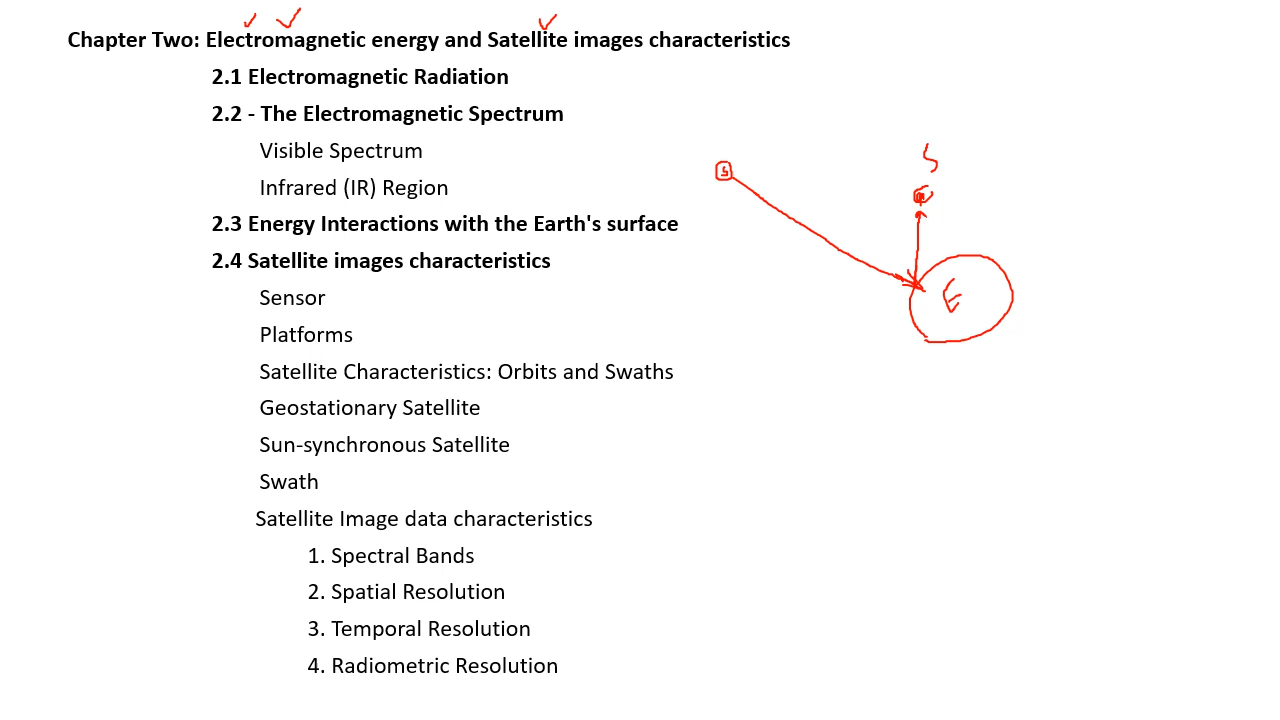 Chapter Two: Electromagnetic energy and Satellite images characteristics
2.1 Electromagnetic Radiation
2.2 - The Electromagnetic Spectrum
Visible Spectrum
Infrared (IR) Region
2.3 Energy Interactions with the Earth's surface
2.4 Satellite images characteristics
Sensor
Platforms
Satellite Characteristics: Orbits and Swaths
Geostationary Satellite
Sun-synchronous Satellite
Swath
Satellite Image data characteristics
1. Spectral Bands
2. Spatial Resolution
3. Temporal Resolution
4. Radiometric Resolution
S
S
E